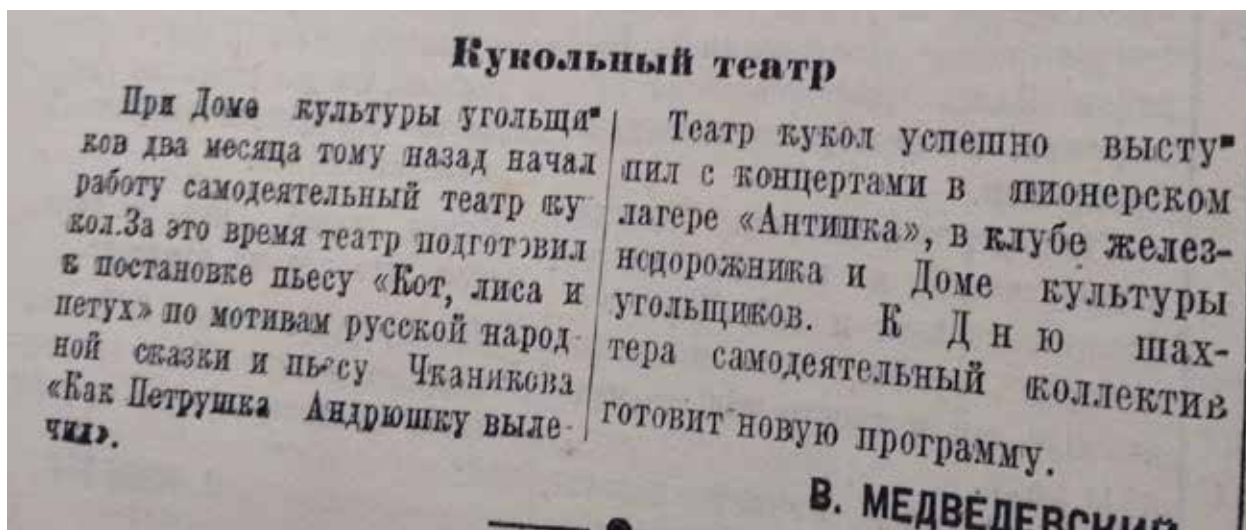 Кукольный театр
При Доме культуры угольщи-
ков два месяца тому назад начал
работу самодеятельный театр ку-
кол.За это время театр подготовил
к постановке пьесу «Кот, лиса и
петух» по мотивам русской народ-
ной сказки и пьесу Чканикова
«Как Петрушка Андрюшку выле-
чил».
Театр кукол успешно высту-
пил с концертами в пионерском
лагере «Антипка», в клубе желез-
нодорожника и Доме культуры
угольщиков. К Дню шах-
тера самодеятельный коллектив
готовит новую программу.
В. МЕДВЕДЕВСКИЙ